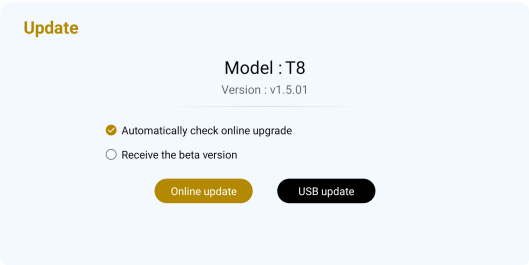 Update
Model : T8
Version : v1.5.01
Automatically check online upgrade
Receive the beta version
Online update
USB update